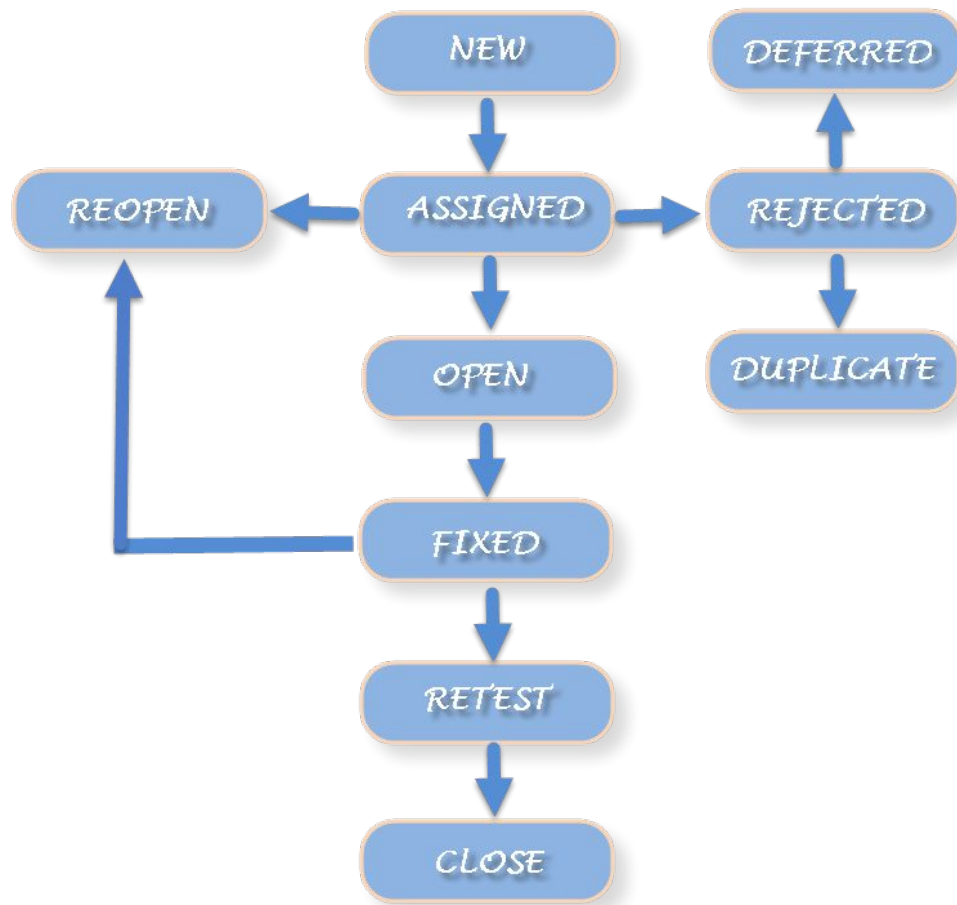 NEW
DEFERRED
REOPEN
ASSIGNED
REJECTED
OPEN
DUPLICATE
FIXED
RETEST
CLOSE